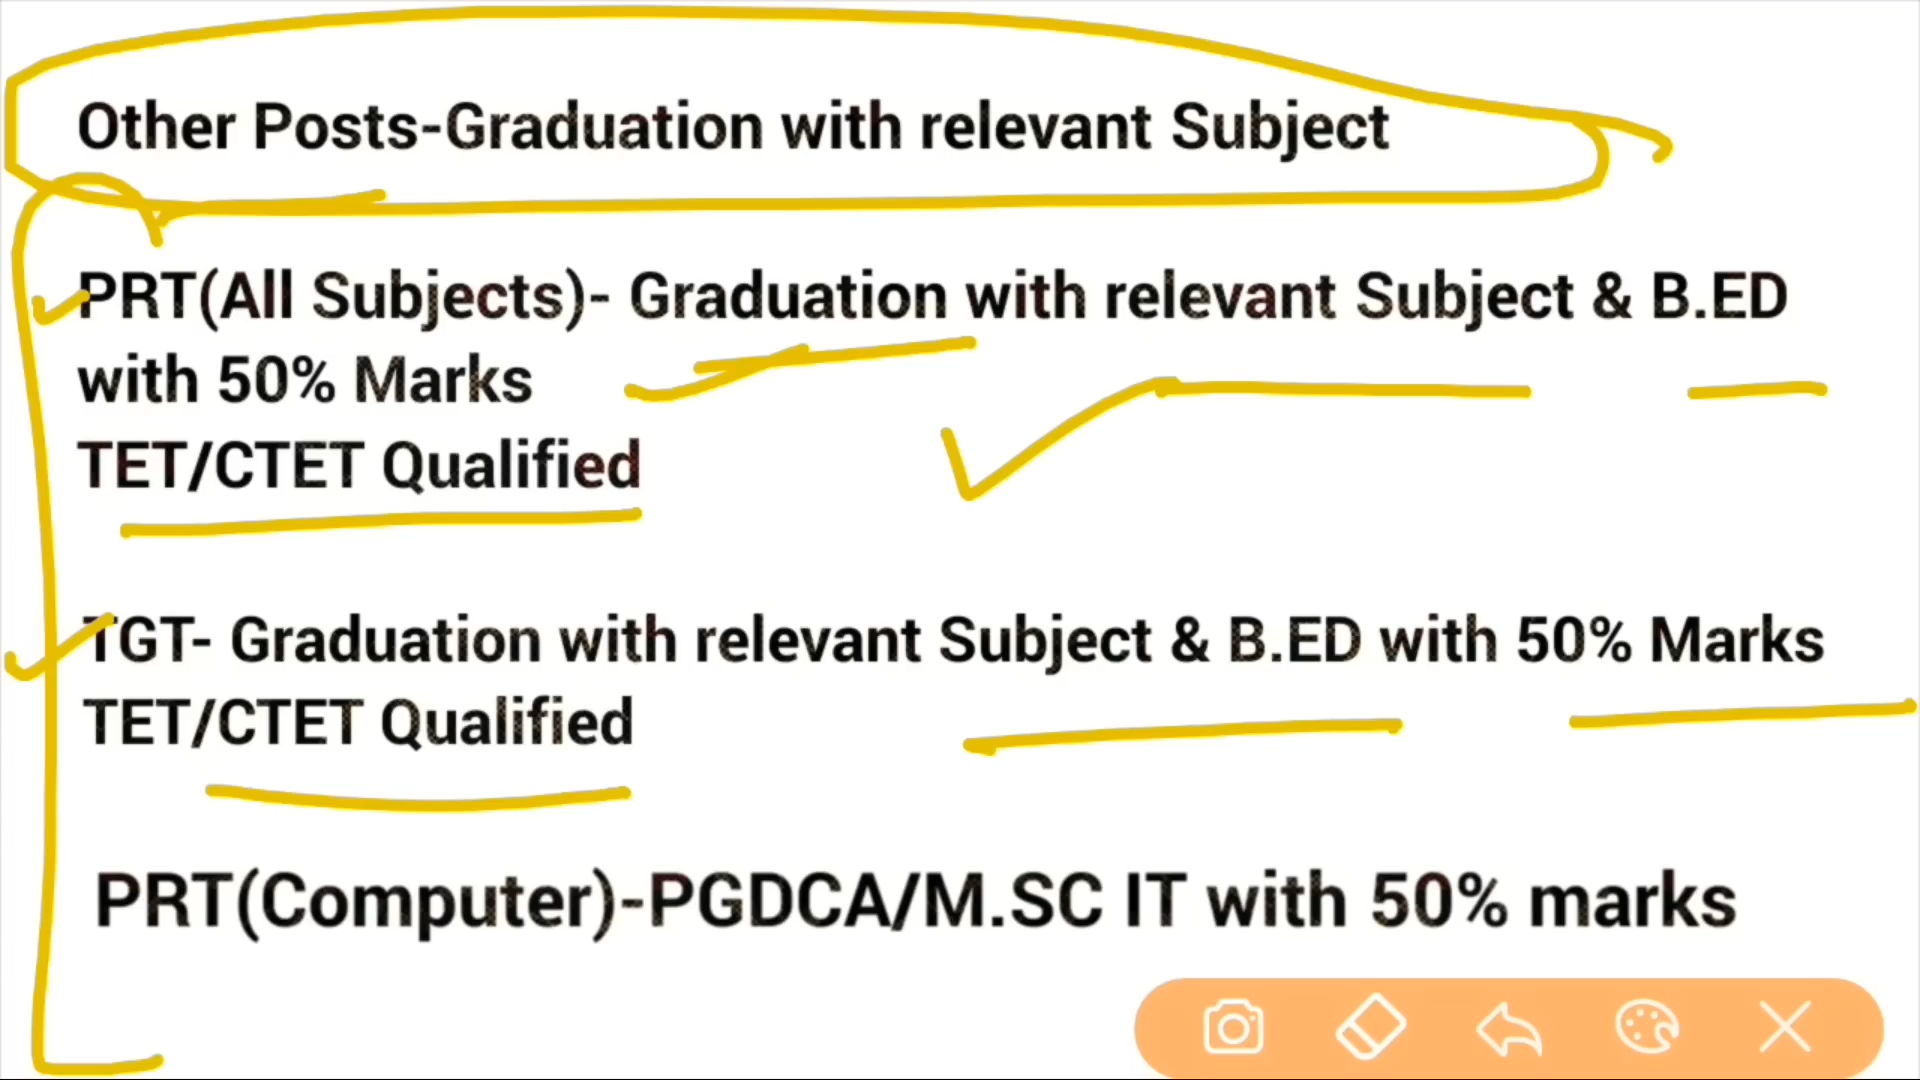 Other Posts-Graduation with relevant Subject
PRT(All Subjects)- Graduation with relevant Subject & B.ED
with 50% Marks
TET/CTET Qualified
TGT- Graduation with relevant Subject & B.ED with 50% Marks
TET/CTET Qualified
PRT(Computer)-PGDCA/M.SC IT with 50% marks